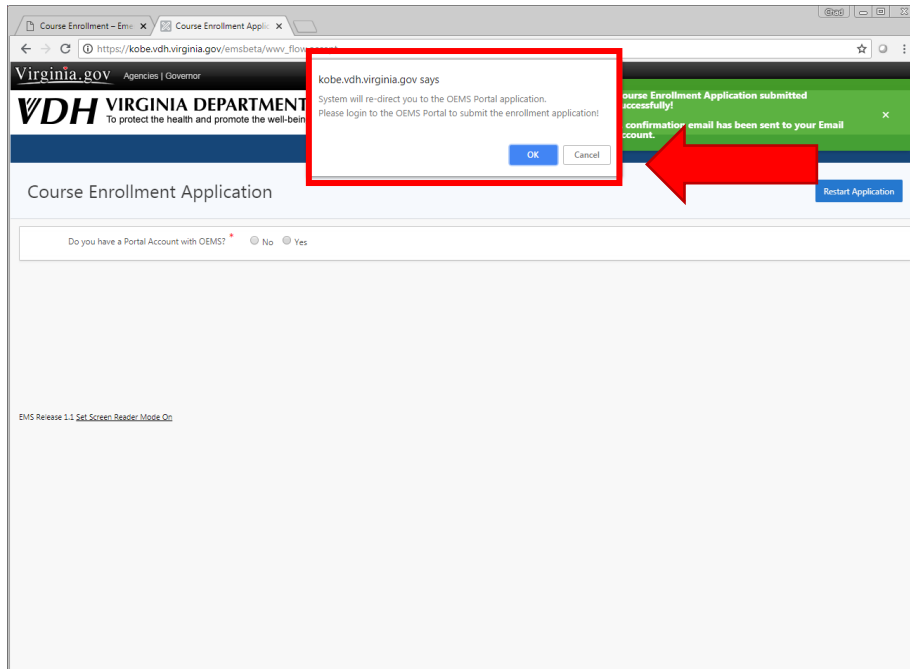 Chad
Course Enrollment – Eme
Course Enrollment Applic
https://kobe.vdh.virginia.gov/emsbeta/wwv_flow.accept
Virginia.gov Agencies | Governor
VDH VIRGINIA DEPARTMENT
To protect the health and promote the well-bein
kobe.vdh.virginia.gov says
System will re-direct you to the OEMS Portal application.
Please login to the OEMS Portal to submit the enrollment application!
OK Cancel
ourse Enrollment Application submitted
uccessfully!
confirmation email has been sent to your Email
ccount.
Course Enrollment Application
Restart Application
Do you have a Portal Account with OEMS? * No Yes
EMS Release 1.1 Set Screen Reader Mode On